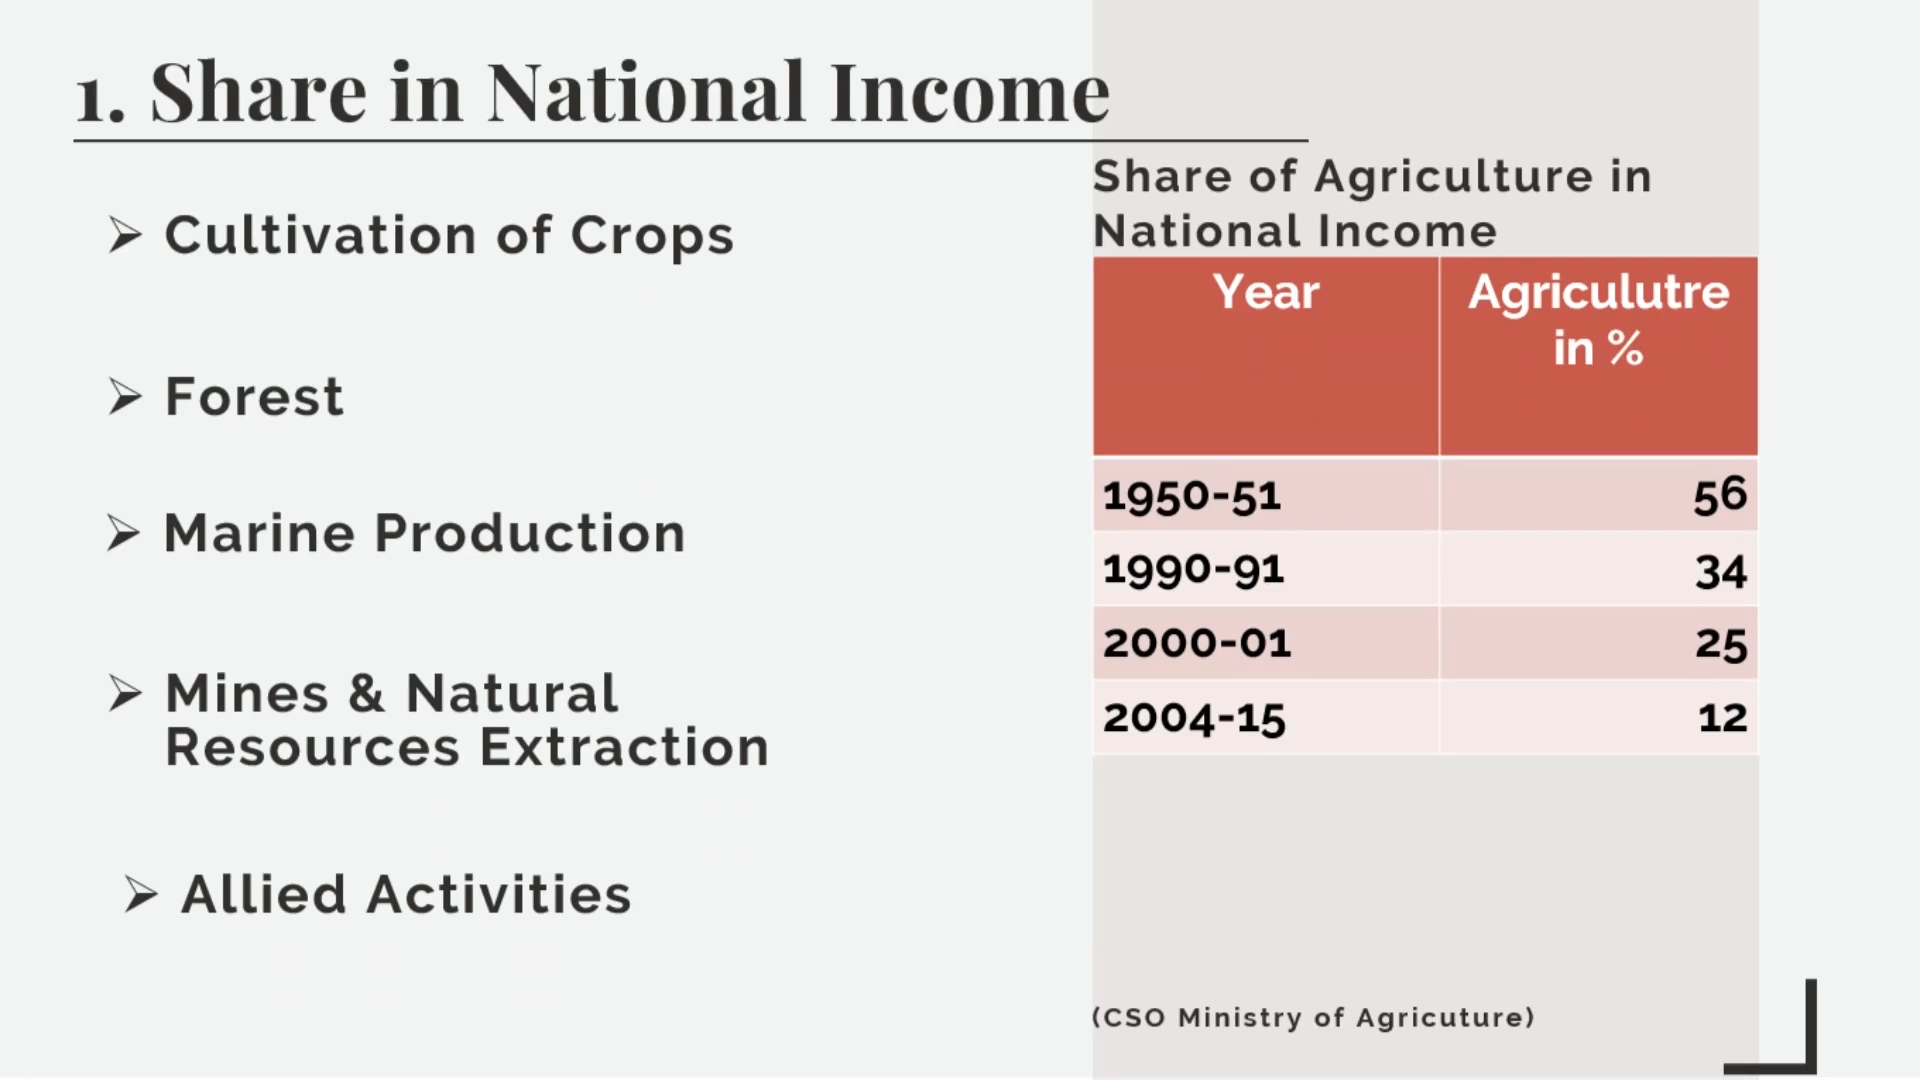 1. Share in National Income
➢ Cultivation of Crops
➢ Forest
➢ Marine Production
➢ Mines & Natural
Resources Extraction
➢ Allied Activities
Share of Agriculture in
National Income
Year Agriculutre
in %
1950-51 56
1990-91 34
2000-01 25
2004-15 12
(CSO Ministry of Agricuture)